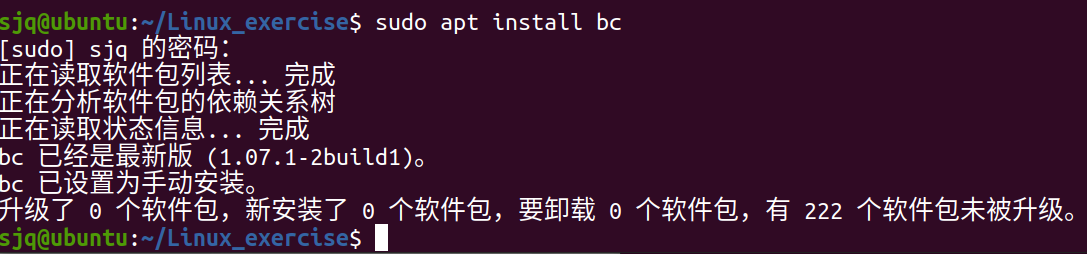 sjq@ubuntu:~/Linux_exercise$ sudo apt install bc
[sudo] sjq 的密码：
正在读取软件包列表... 完成
正在分析软件包的依赖关系树
正在读取状态信息... 完成
bc 已经是最新版 (1.07.1-2build1)。
bc 已设置为手动安装。
升级了 0 个软件包，新安装了 0 个软件包，要卸载 0 个软件包，有 222 个软件包未被升级。
sjq@ubuntu:~/Linux_exercise$